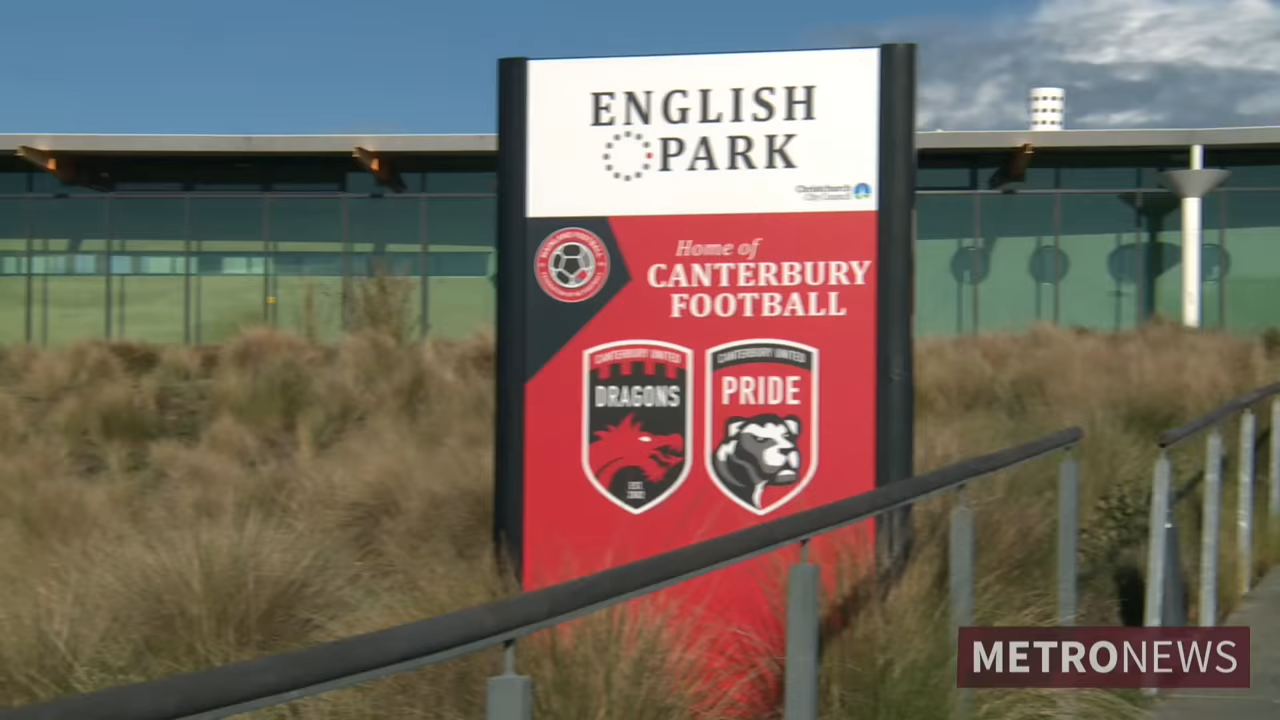 ENGLISH
PARK
Christchurch
City Council
Home of
CANTERBURY
FOOTBALL
CANTERBURY UNITED
DRAGONS
CANTERBURY UNITED
PRIDE
METRONEWS